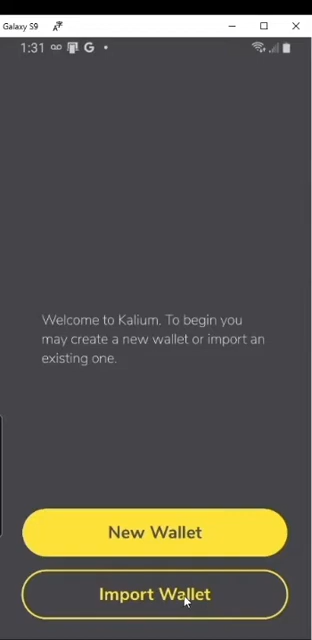 Galaxy S9
1:31
Welcome to Kalium. To begin you
may create a new wallet or import an
existing one.
New Wallet
Import Wallet